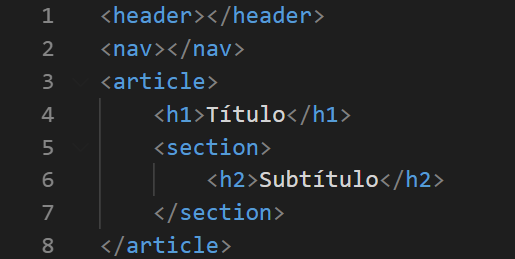 1 <header></header>
2 <nav></nav>
3 <article>
4     <h1>Título</h1>
5     <section>
6         <h2>Subtítulo</h2>
7     </section>
8 </article>